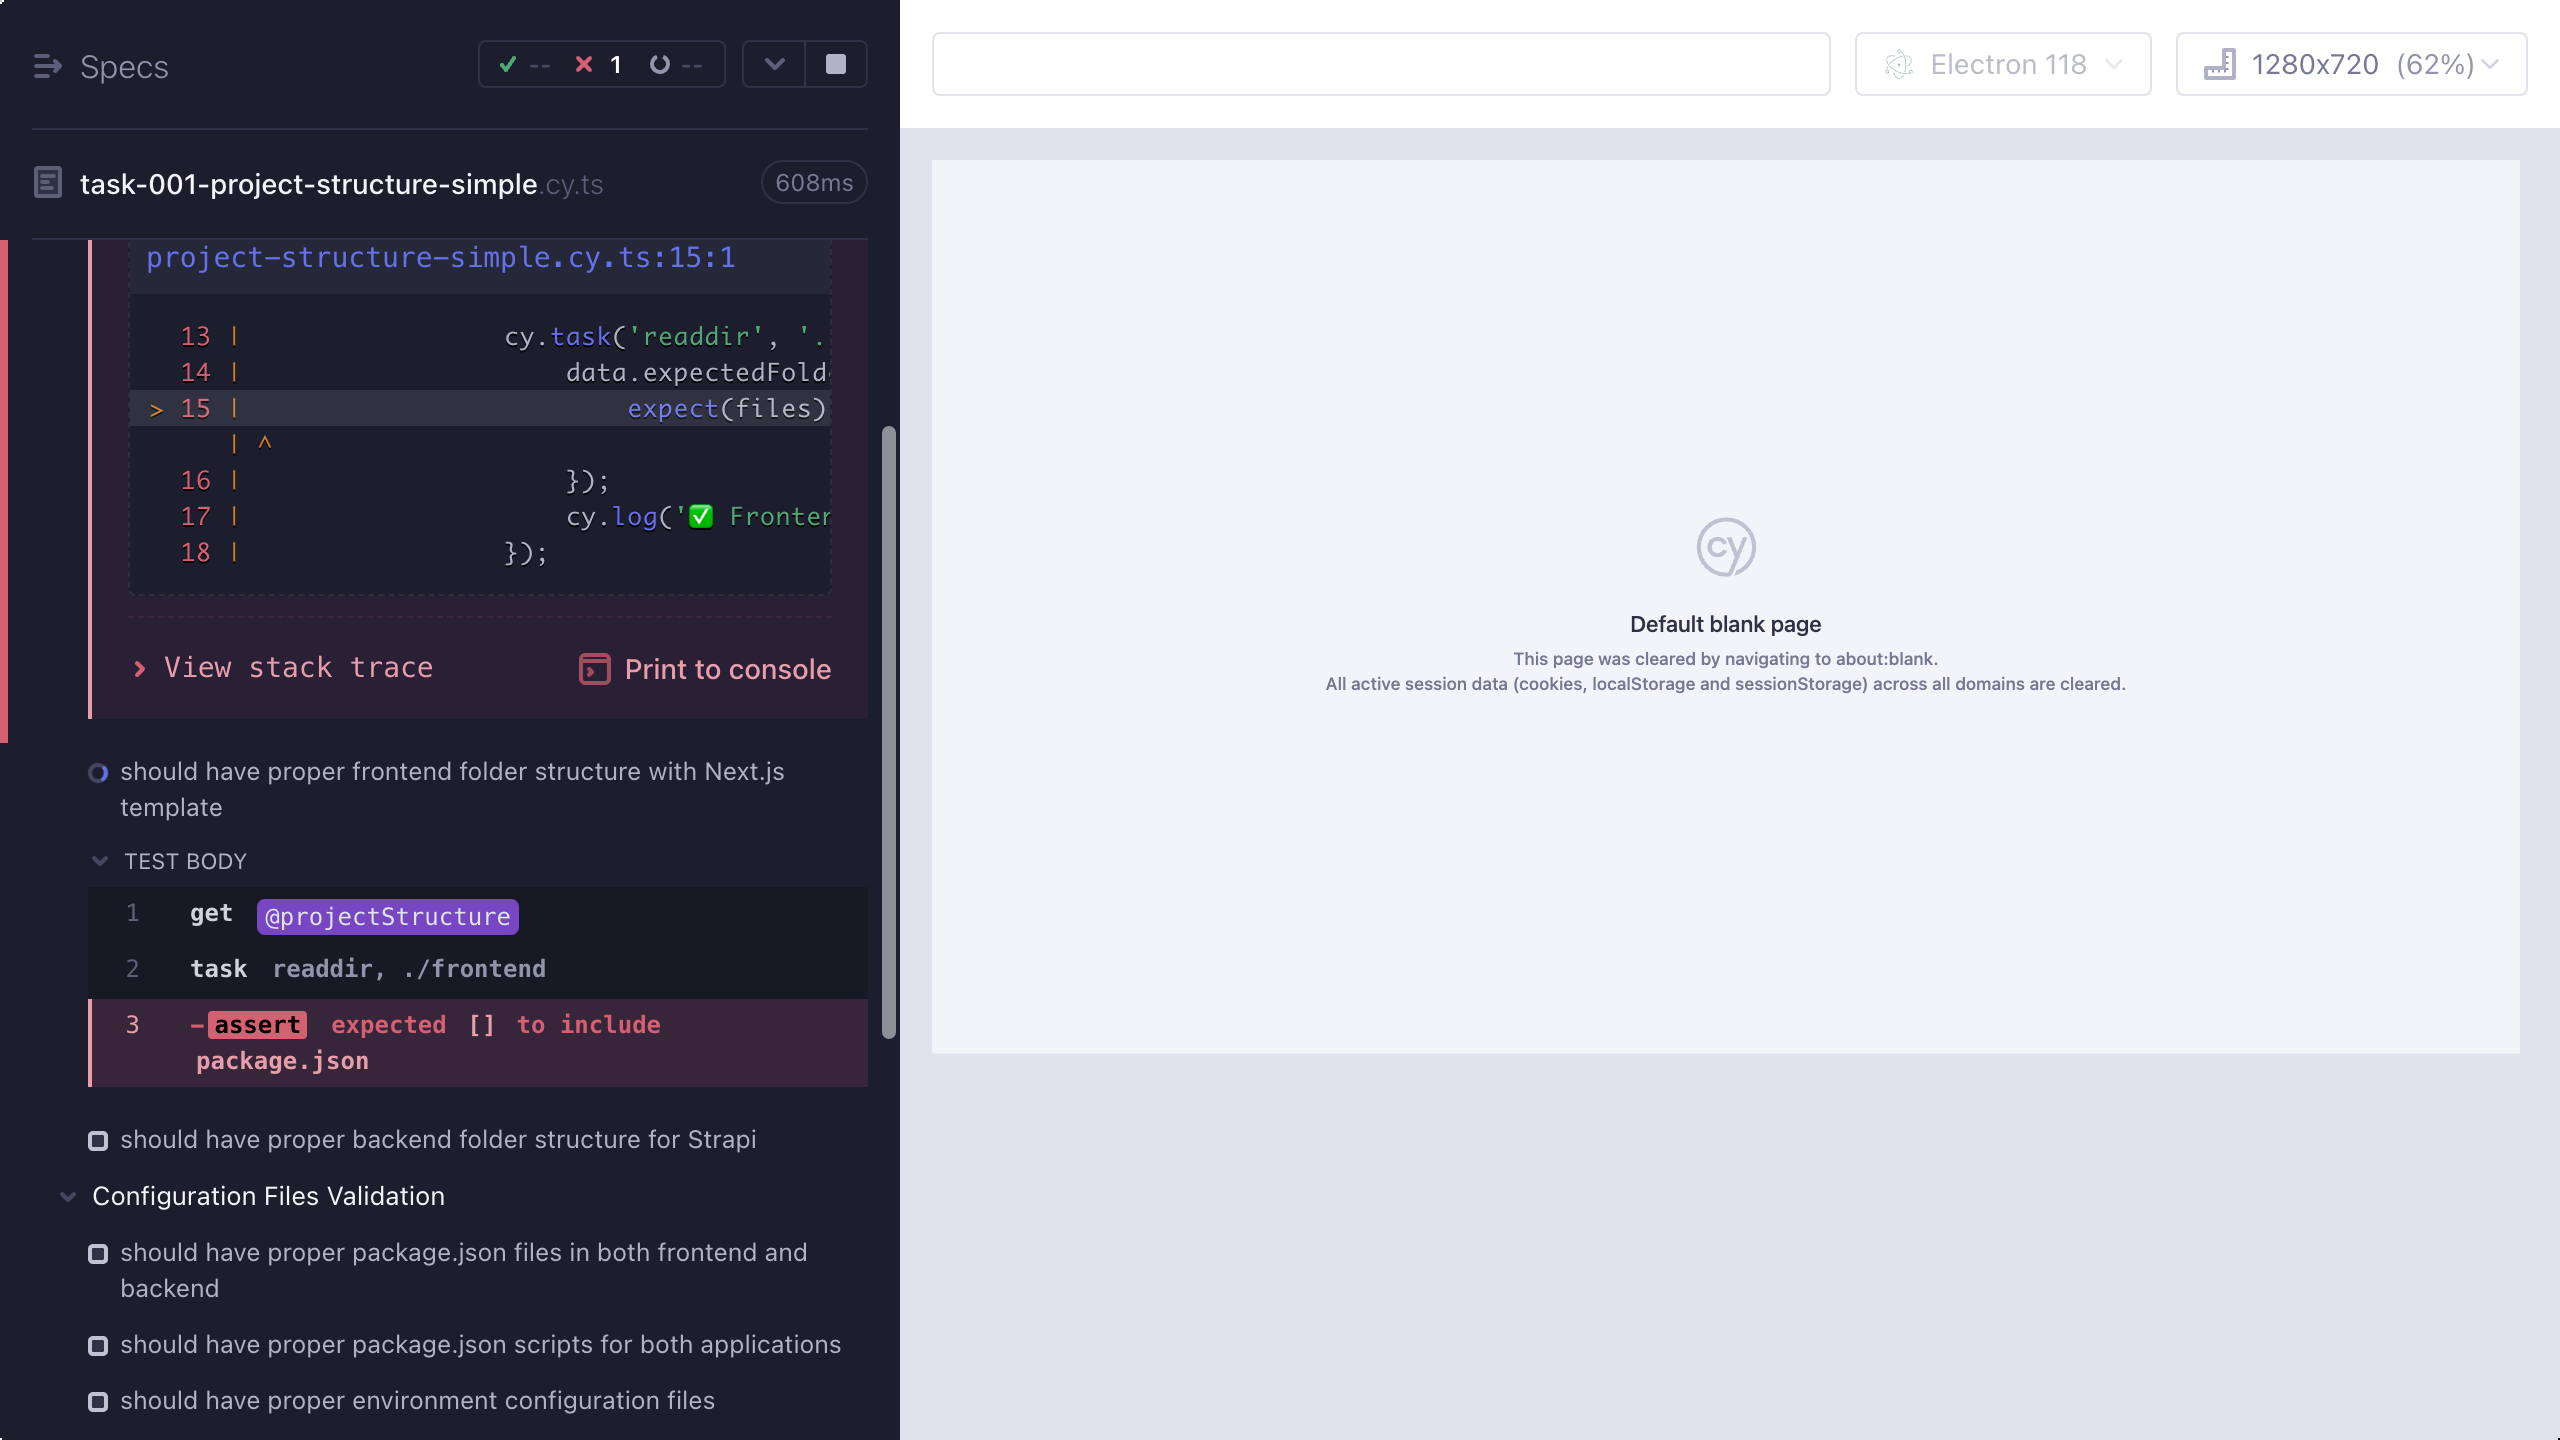 Specs
-- 1 --
task-001-project-structure-simple.cy.ts 608ms
project-structure-simple.cy.ts:15:1
13 | cy.task('readdir', '.
14 | data.expectedFold
> 15 | expect(files)
| ^
16 | });
17 | cy.log('✅ Fronten
18 | });
View stack trace
Print to console
should have proper frontend folder structure with Next.js
template
TEST BODY
1 get @projectStructure
2 task readdir, ./frontend
3 -assert expected [] to include
package.json
should have proper backend folder structure for Strapi
Configuration Files Validation
should have proper package.json files in both frontend and
backend
should have proper package.json scripts for both applications
should have proper environment configuration files
Electron 118
1280x720 (62%)
cy
Default blank page
This page was cleared by navigating to about:blank.
All active session data (cookies, localStorage and sessionStorage) across all domains are cleared.